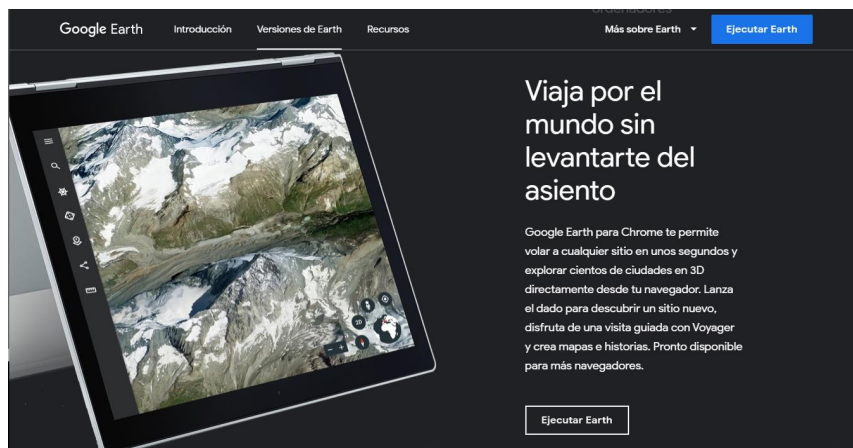 Google Earth
Introducción
Versiones de Earth
Recursos
ordenadores
Más sobre Earth
Ejecutar Earth
Viaja por el
mundo sin
levantarte del
asiento
Google Earth para Chrome te permite
volar a cualquier sitio en unos segundos y
explorar cientos de ciudades en 3D
directamente desde tu navegador. Lanza
el dado para descubrir un sitio nuevo,
disfruta de una visita guiada con Voyager
y crea mapas e historias. Pronto disponible
para más navegadores.
2D
Ejecutar Earth